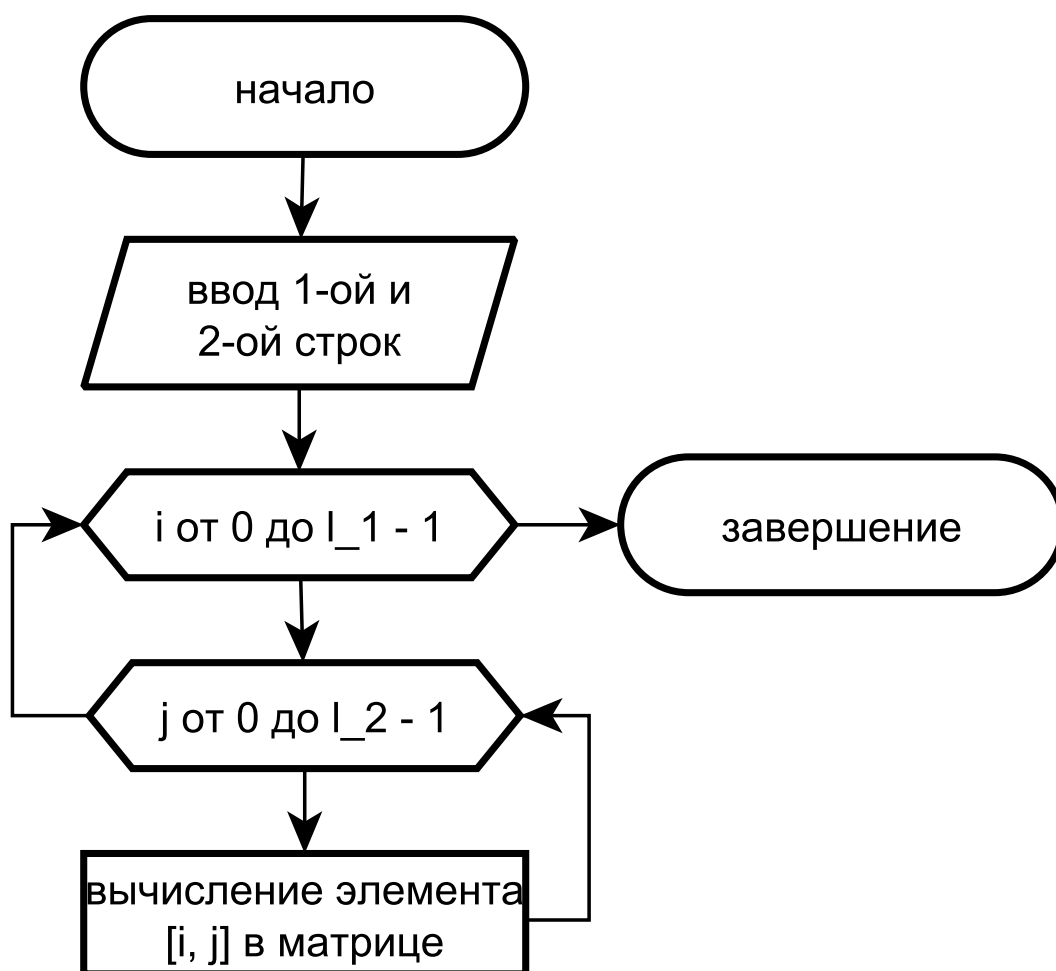 начало
ввод 1-ой и
2-ой строк
i от 0 до l_1 - 1
завершение
j от 0 до l_2 - 1
вычисление элемента
[i, j] в матрице